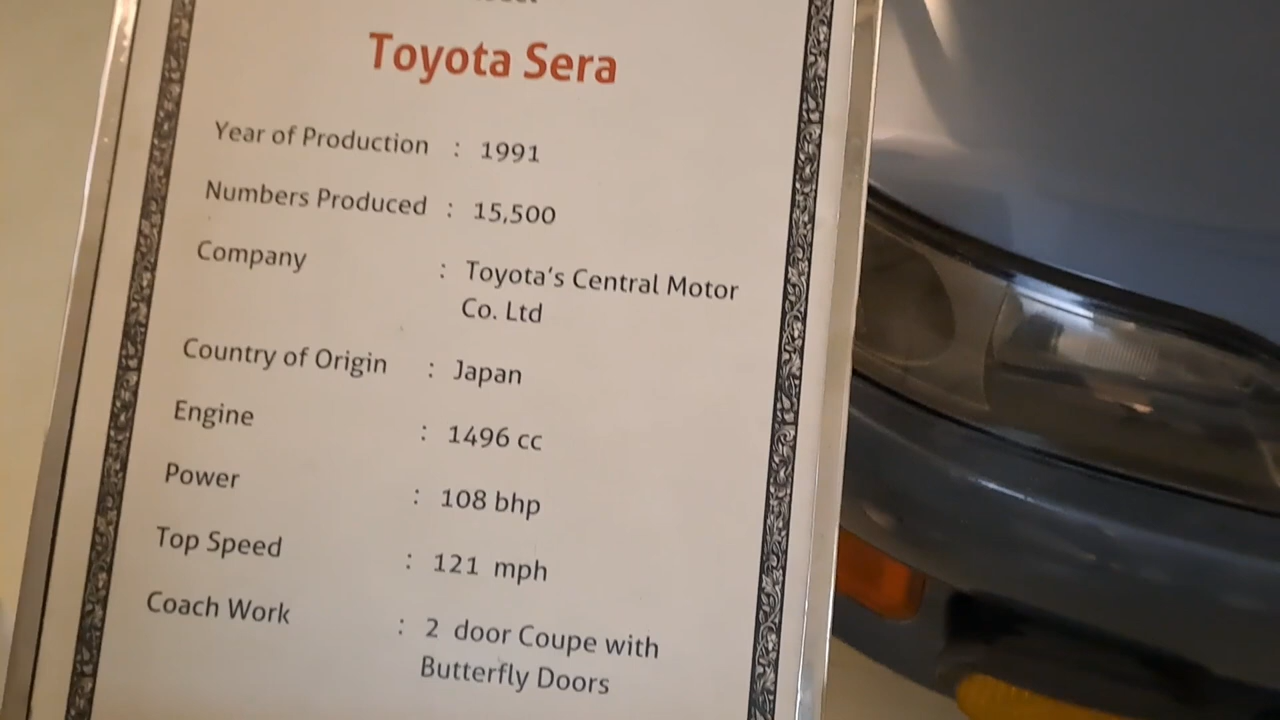 Toyota Sera
Year of Production : 1991
Numbers Produced : 15,500
Company : Toyota's Central Motor
Co. Ltd
Country of Origin : Japan
Engine : 1496 cc
Power : 108 bhp
Top Speed : 121 mph
Coach Work : 2 door Coupe with
Butterfly Doors